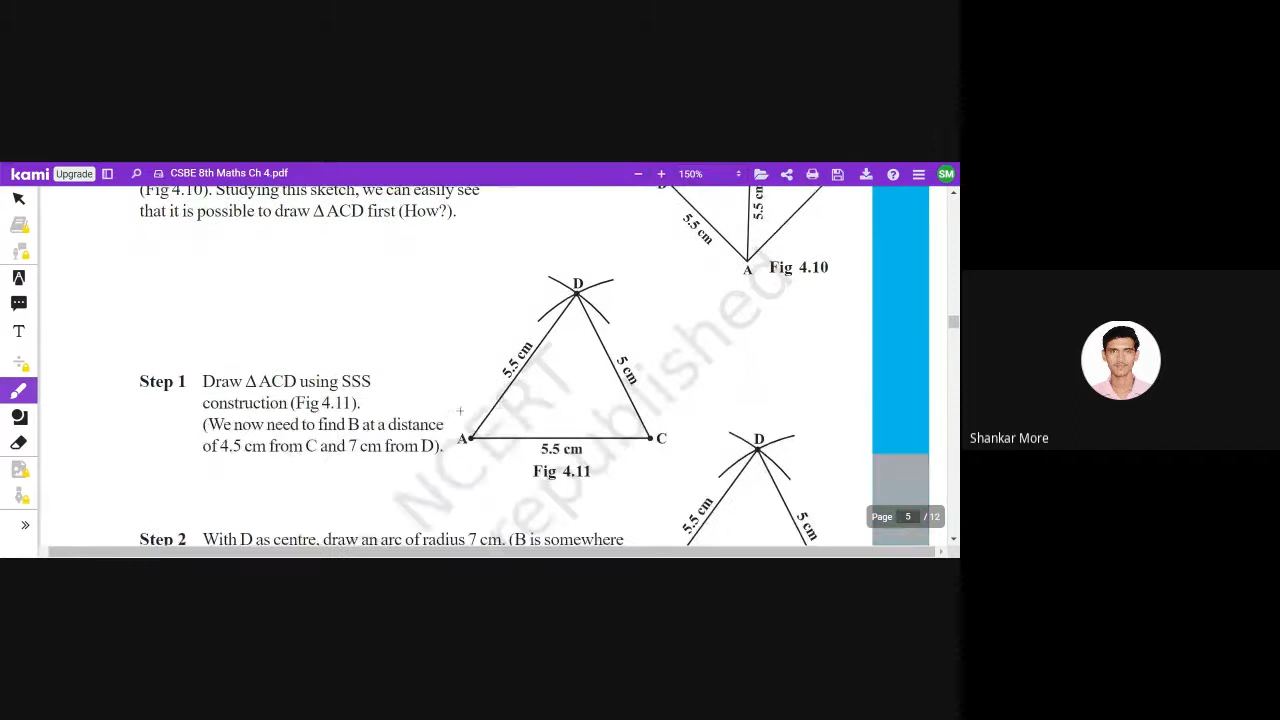 kami Upgrade CSBE 8th Maths Ch 4.pdf 150% SM
(Fig 4.10). Studying this sketch, we can easily see
that it is possible to draw Δ ACD first (How?).
5.5 cm
5.5 cm
A
Fig 4.10
D
5.5 cm
5 cm
Step 1 Draw Δ ACD using SSS
construction (Fig 4.11).
(We now need to find B at a distance
of 4.5 cm from C and 7 cm from D).
A
C
5.5 cm
Fig 4.11
D
5.5 cm
5 cm
Step 2 With D as centre, draw an arc of radius 7 cm. (B is somewhere
T
Page 5 / 12
NCERT
republished
Shankar More